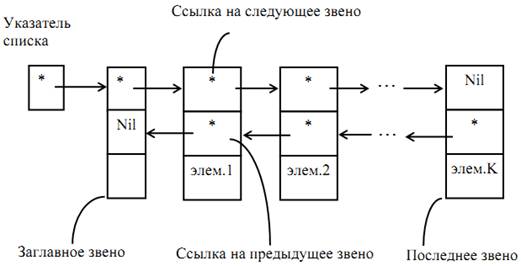 Ссылка на следующее звено
Указатель
списка
* * * * ... Nil
Nil * * ... *
элем.1 элем.2 элем.K
Заглавное звено Ссылка на предыдущее звено Последнее звено